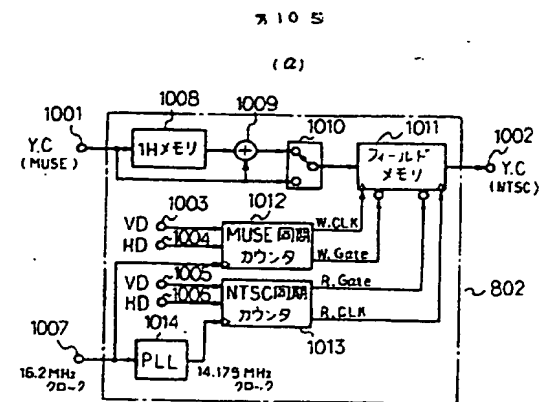 第10図
(a)
1001
1008
1009
1010
1011
1002
Y.C
(MUSE)
1Hメモリ
フィールド
メモリ
Y.C
(NTSC)
1003
1012
VD
HD
1004
MUSE同期
カウンタ
W.CLK
W.Gate
1005
VD
HD
1006
NTSC同期
カウンタ
R.Gate
R.CLK
802
1007
1014
1013
PLL
16.2MHz
クロック
14.175MHz
クロック